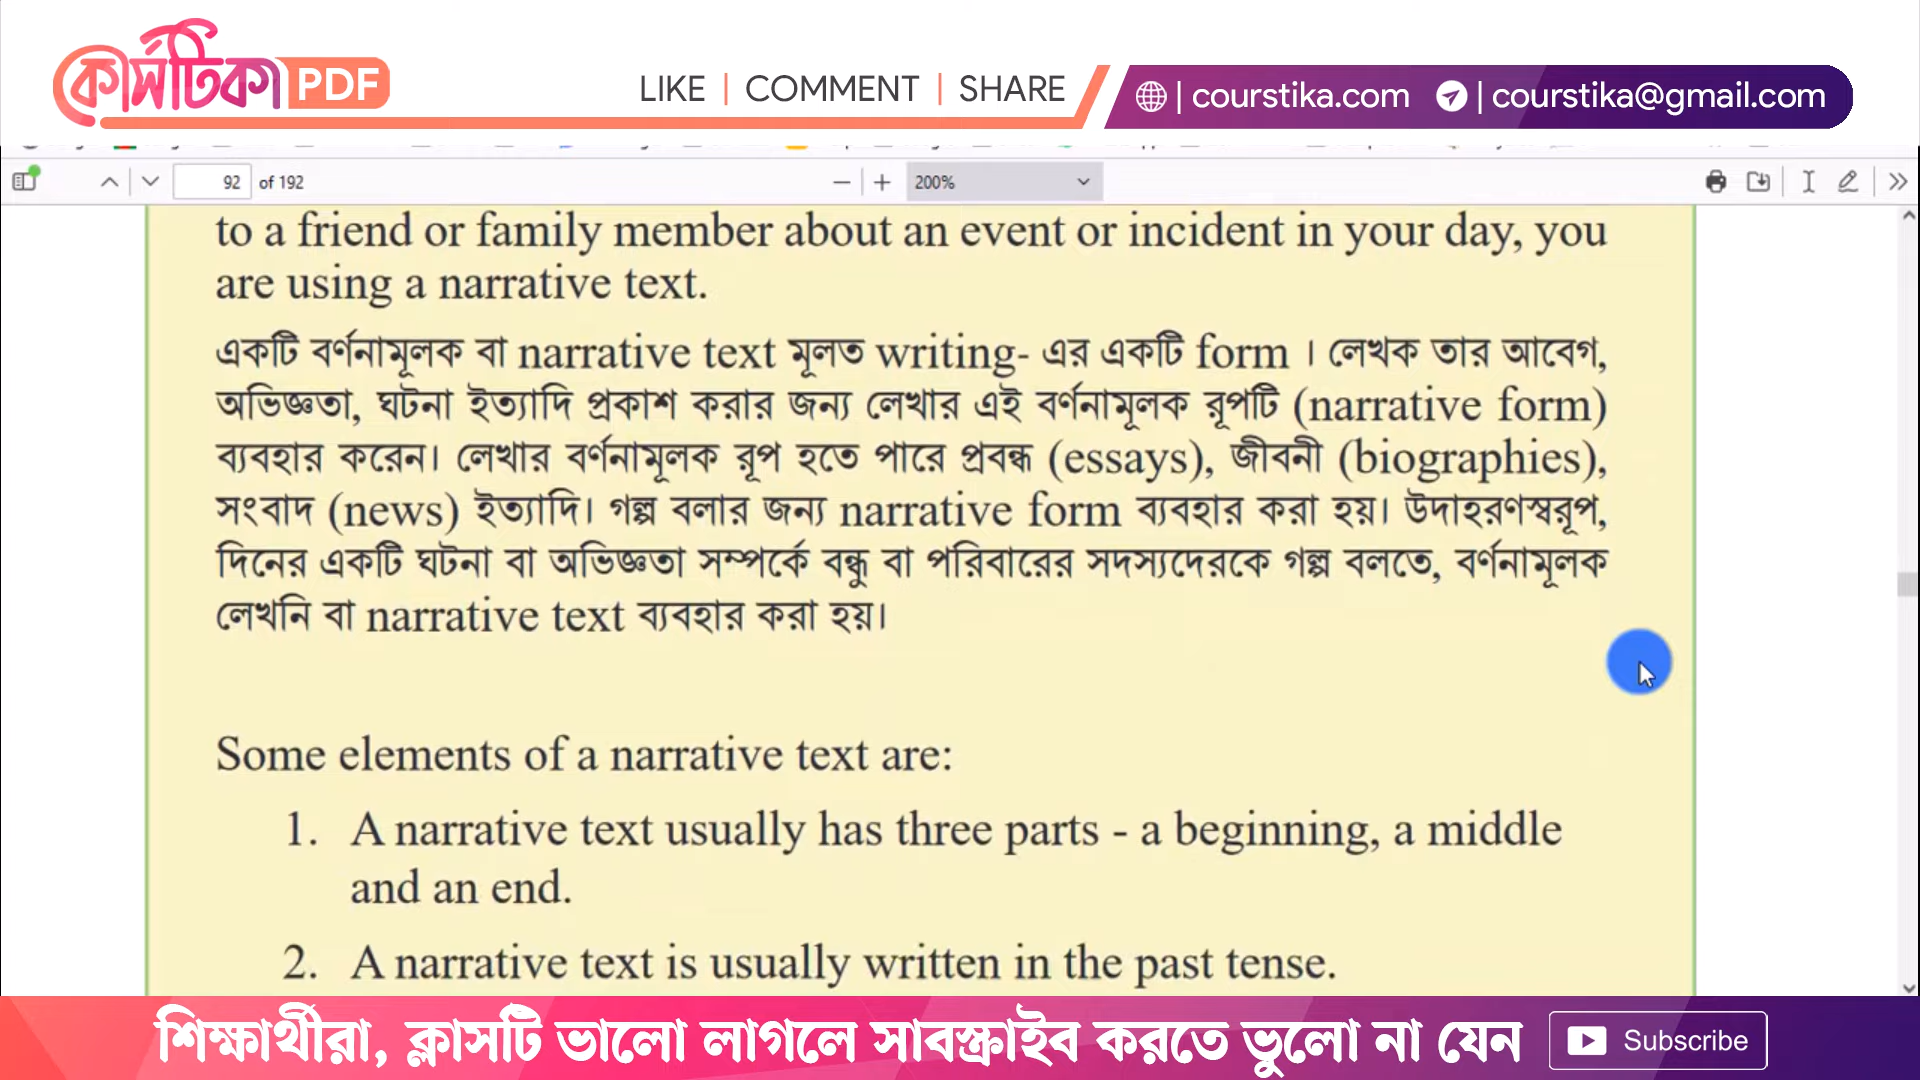 কোর্সটিকা PDF
LIKE | COMMENT | SHARE
| courstika.com | courstika@gmail.com
92 of 192 200%
to a friend or family member about an event or incident in your day, you
are using a narrative text.
একটি বর্ণনামূলক বা narrative text মূলত writing- এর একটি form । লেখক তার আবেগ,
অভিজ্ঞতা, ঘটনা ইত্যাদি প্রকাশ করার জন্য লেখার এই বর্ণনামূলক রূপটি (narrative form)
ব্যবহার করেন। লেখার বর্ণনামূলক রূপ হতে পারে প্রবন্ধ (essays), জীবনী (biographies),
সংবাদ (news) ইত্যাদি। গল্প বলার জন্য narrative form ব্যবহার করা হয়। উদাহরণস্বরূপ,
দিনের একটি ঘটনা বা অভিজ্ঞতা সম্পর্কে বন্ধু বা পরিবারের সদস্যদেরকে গল্প বলতে, বর্ণনামূলক
লেখনি বা narrative text ব্যবহার করা হয়।
Some elements of a narrative text are:
1. A narrative text usually has three parts - a beginning, a middle
and an end.
2. A narrative text is usually written in the past tense.
শিক্ষার্থীরা, ক্লাসটি ভালো লাগলে সাবস্ক্রাইব করতে ভুলো না যেন
Subscribe